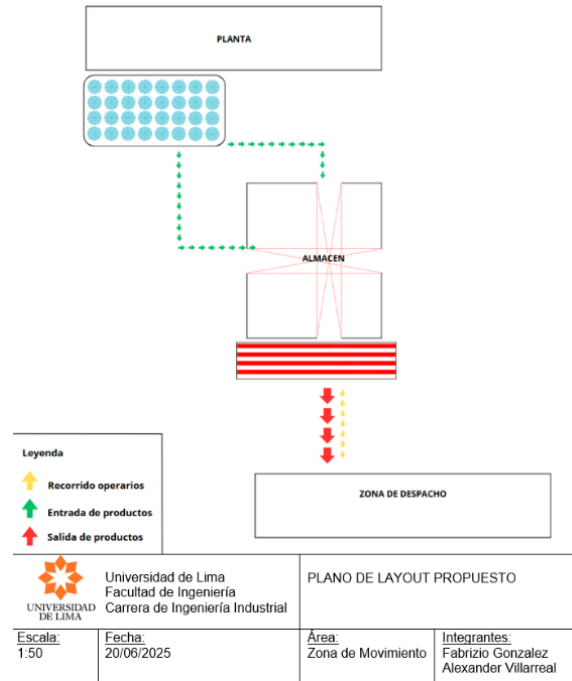 PLANTA
ALMACEN
ZONA DE DESPACHO
Leyenda
Recorrido operarios
Entrada de productos
Salida de productos
UNIVERSIDAD
DE LIMA
Universidad de Lima
Facultad de Ingeniería
Carrera de Ingeniería Industrial
PLANO DE LAYOUT PROPUESTO
Escala:
1:50
Fecha:
20/06/2025
Área:
Zona de Movimiento
Integrantes:
Fabrizio Gonzalez
Alexander Villarreal